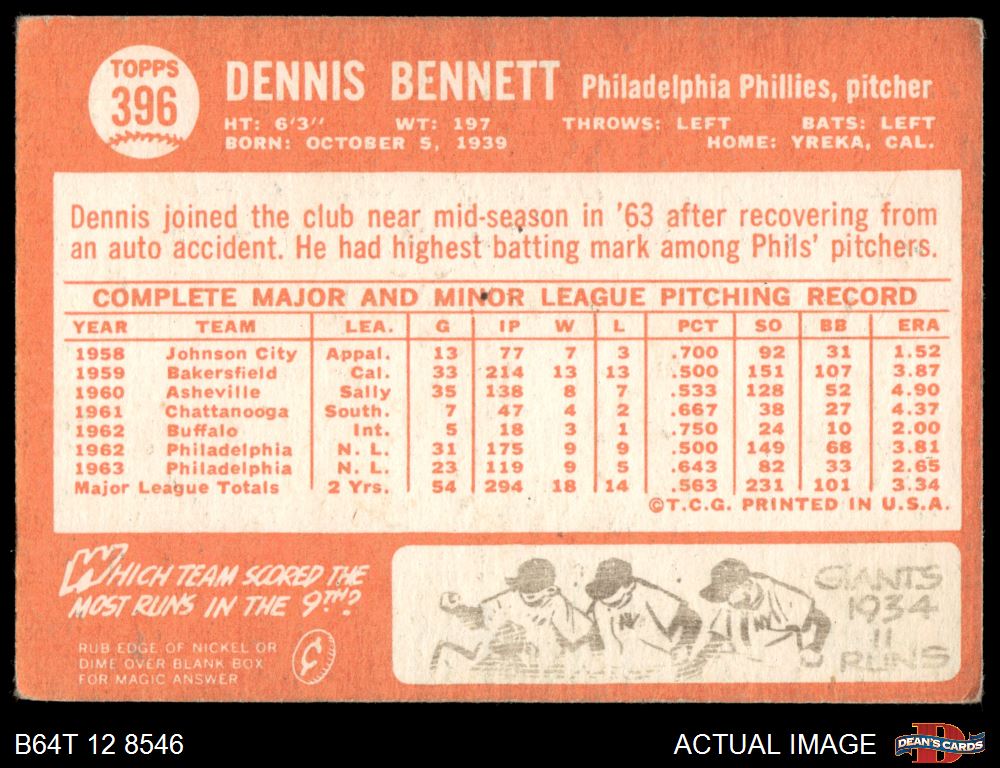 TOPPS
396
DENNIS BENNETT Philadelphia Phillies, pitcher
HT: 6'3" WT: 197 THROWS: LEFT BATS: LEFT
BORN: OCTOBER 5, 1939 HOME: YREKA, CAL.
Dennis joined the club near mid-season in '63 after recovering from
an auto accident. He had highest batting mark among Phils' pitchers.
COMPLETE MAJOR AND MINOR LEAGUE PITCHING RECORD
YEAR TEAM LEA. G IP W L PCT SO BB ERA
1958 Johnson City Appal. 13 77 7 3 .700 92 31 1.52
1959 Bakersfield Cal. 33 214 13 13 .500 151 107 3.87
1960 Asheville Sally 35 138 8 7 .533 128 52 4.90
1961 Chattanooga South. 7 47 4 2 .667 38 27 4.37
1962 Buffalo Int. 5 18 3 1 .750 24 10 2.00
1962 Philadelphia N. L. 31 175 9 9 .500 149 68 3.81
1963 Philadelphia N. L. 23 119 9 5 .643 82 33 2.65
Major League Totals 2 Yrs. 54 294 18 14 .563 231 101 3.34
©T.C.G. PRINTED IN U.S.A.
WHICH TEAM SCORED THE
MOST RUNS IN THE 9TH?
RUB EDGE OF NICKEL OR
DIME OVER BLANK BOX
FOR MAGIC ANSWER
GIANTS
1934
11
RUNS
NY
B64T 12 8546
ACTUAL IMAGE
DEAN'S CARDS